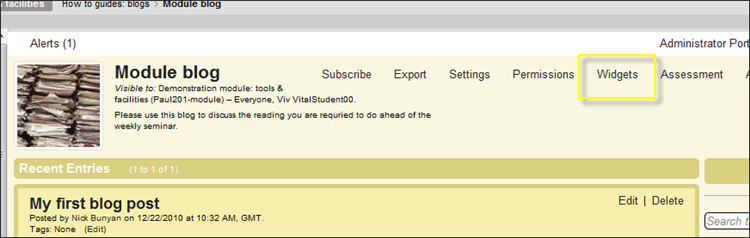 facilities How to guides: blogs > Module blog
Alerts (1) Administrator Port
Module blog Subscribe Export Settings Permissions Widgets Assessment A
Visible to: Demonstration module: tools &
facilities (Paul201-module) – Everyone, Viv VitalStudent00.
Please use this blog to discuss the reading you are requried to do ahead of the
weekly seminar.
Recent Entries (1 to 1 of 1)
My first blog post Edit | Delete
Posted by Nick Bunyan on 12/22/2010 at 10:32 AM, GMT.
Tags: None (Edit)
Search t